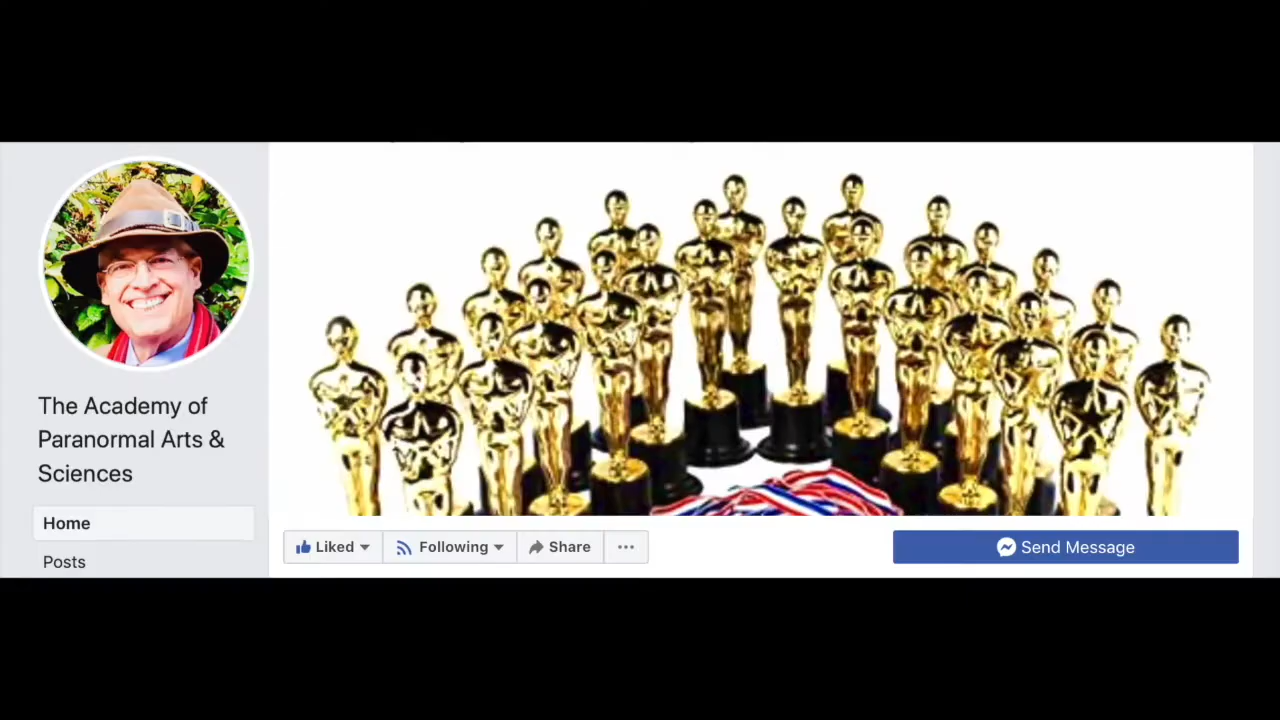 The Academy of
Paranormal Arts &
Sciences
Home
Posts
Liked
Following
Share
Send Message